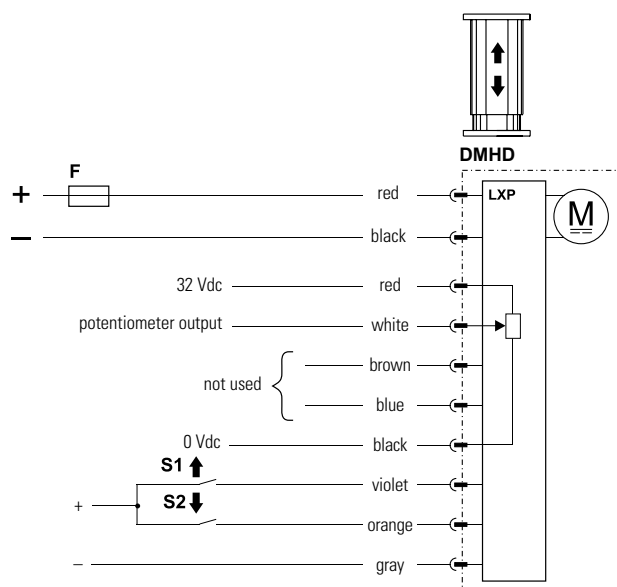 DMHD
F
+ red LXP
M
– black
32 Vdc red
potentiometer output white
brown
not used
blue
0 Vdc black
S1
violet
S2
+
orange
– gray